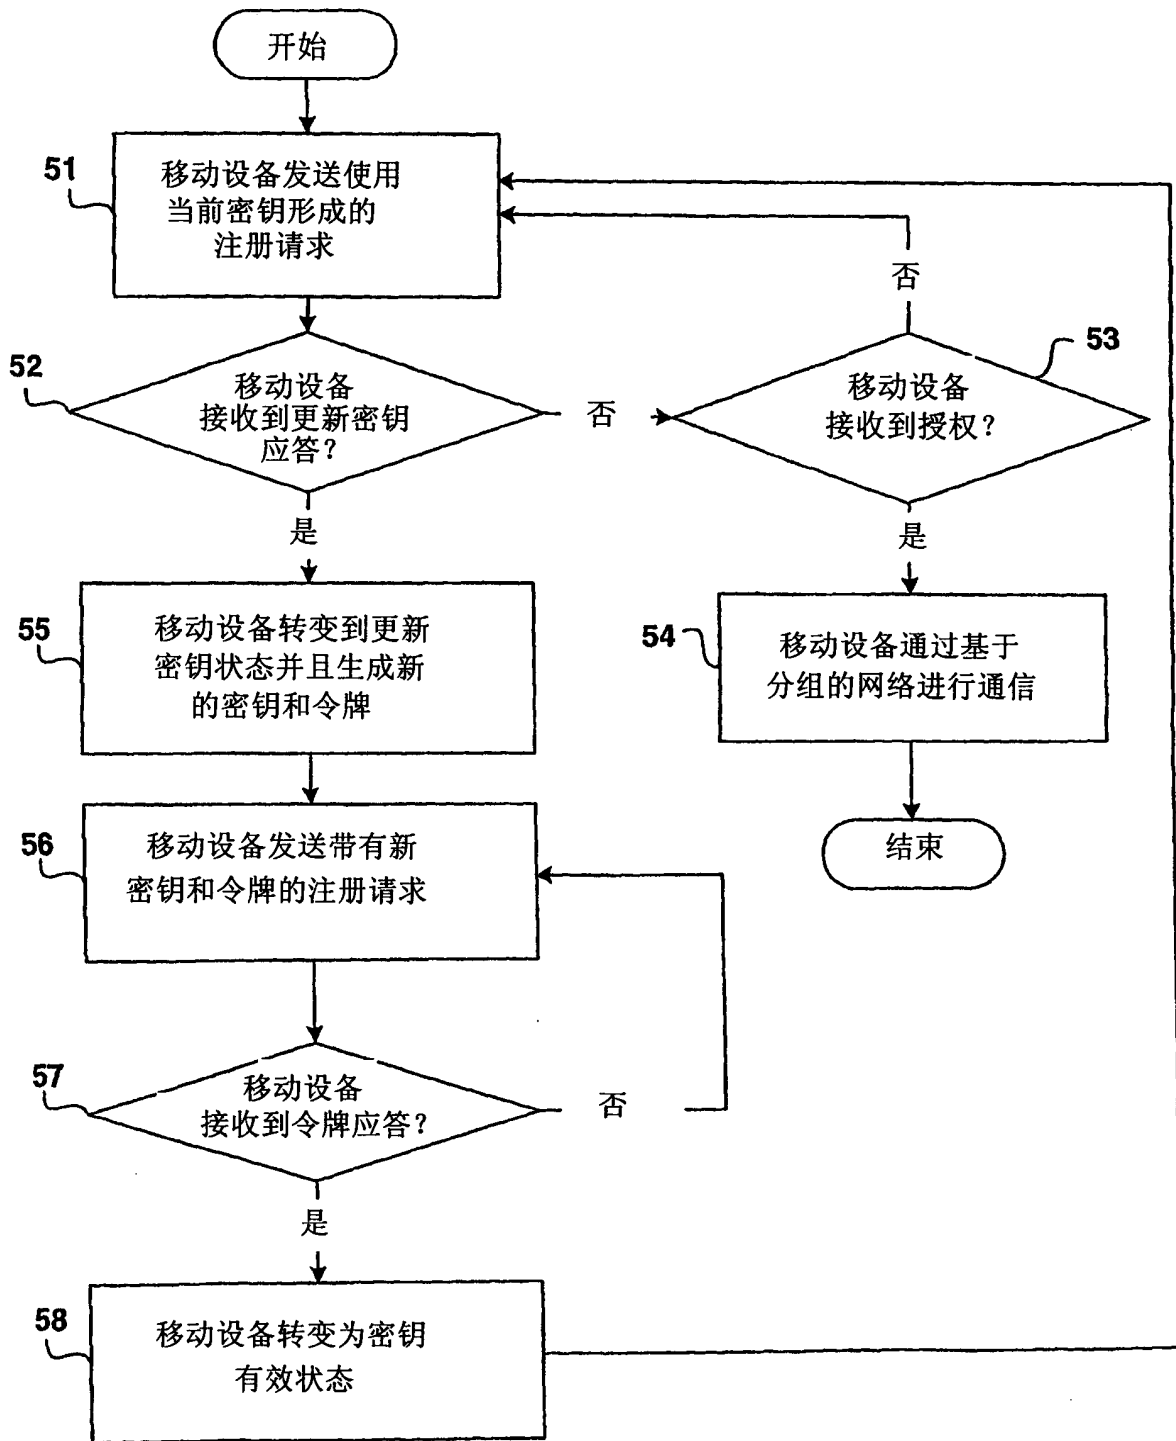 开始
51
移动设备发送使用
当前密钥形成的
注册请求
否
52
移动设备
接收到更新密钥
应答?
否
53
移动设备
接收到授权?
是
是
55
移动设备转变到更新
密钥状态并且生成新
的密钥和令牌
54
移动设备通过基于
分组的网络进行通信
56
移动设备发送带有新
密钥和令牌的注册请求
结束
57
移动设备
接收到令牌应答?
否
是
58
移动设备转变为密钥
有效状态